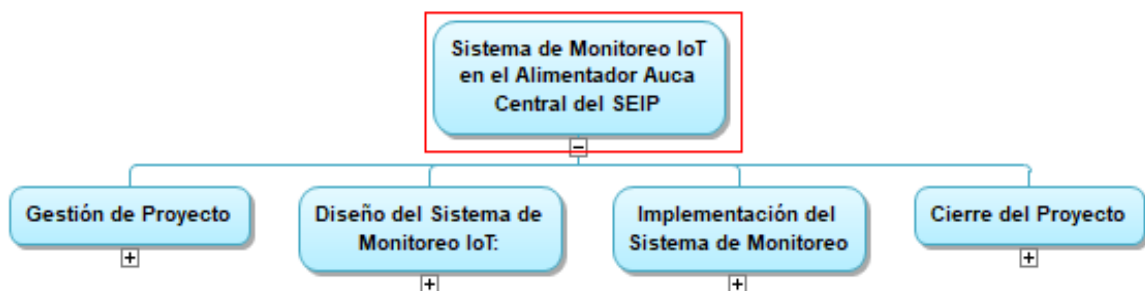 Sistema de Monitoreo IoT
en el Alimentador Auca
Central del SEIP
Gestión de Proyecto
Diseño del Sistema de
Monitoreo IoT:
Implementación del
Sistema de Monitoreo
Cierre del Proyecto